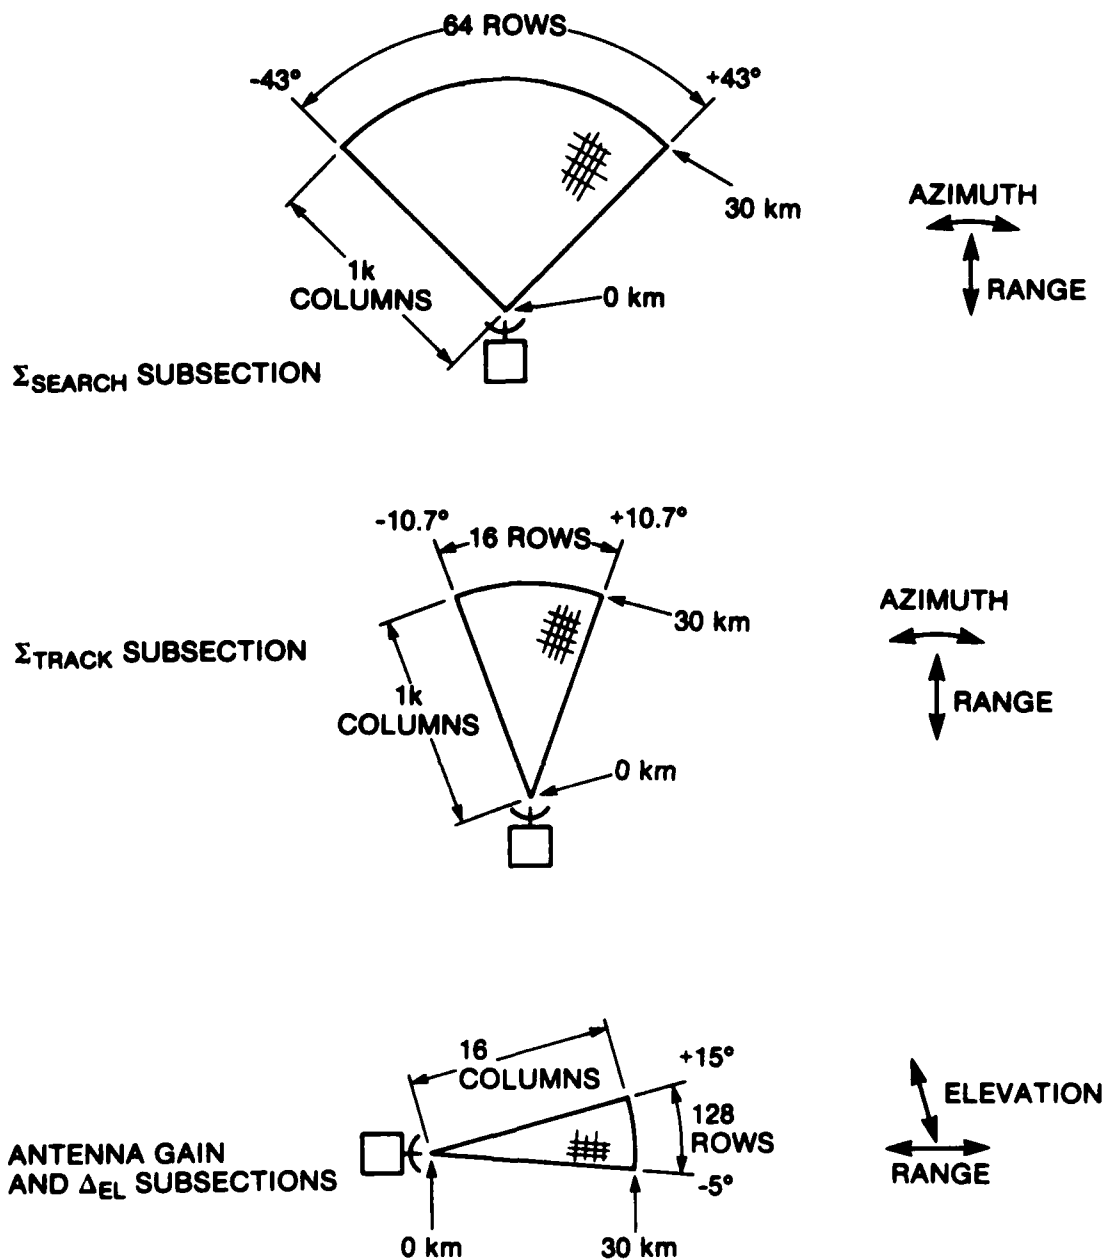 64 ROWS
-43°
+43°
30 km
AZIMUTH
RANGE
1k
COLUMNS
0 km
ΣSEARCH SUBSECTION
-10.7°
+10.7°
16 ROWS
30 km
AZIMUTH
RANGE
ΣTRACK SUBSECTION
1k
COLUMNS
0 km
16
COLUMNS
+15°
128
ROWS
-5°
ELEVATION
RANGE
ANTENNA GAIN
AND ΔEL SUBSECTIONS
0 km
30 km